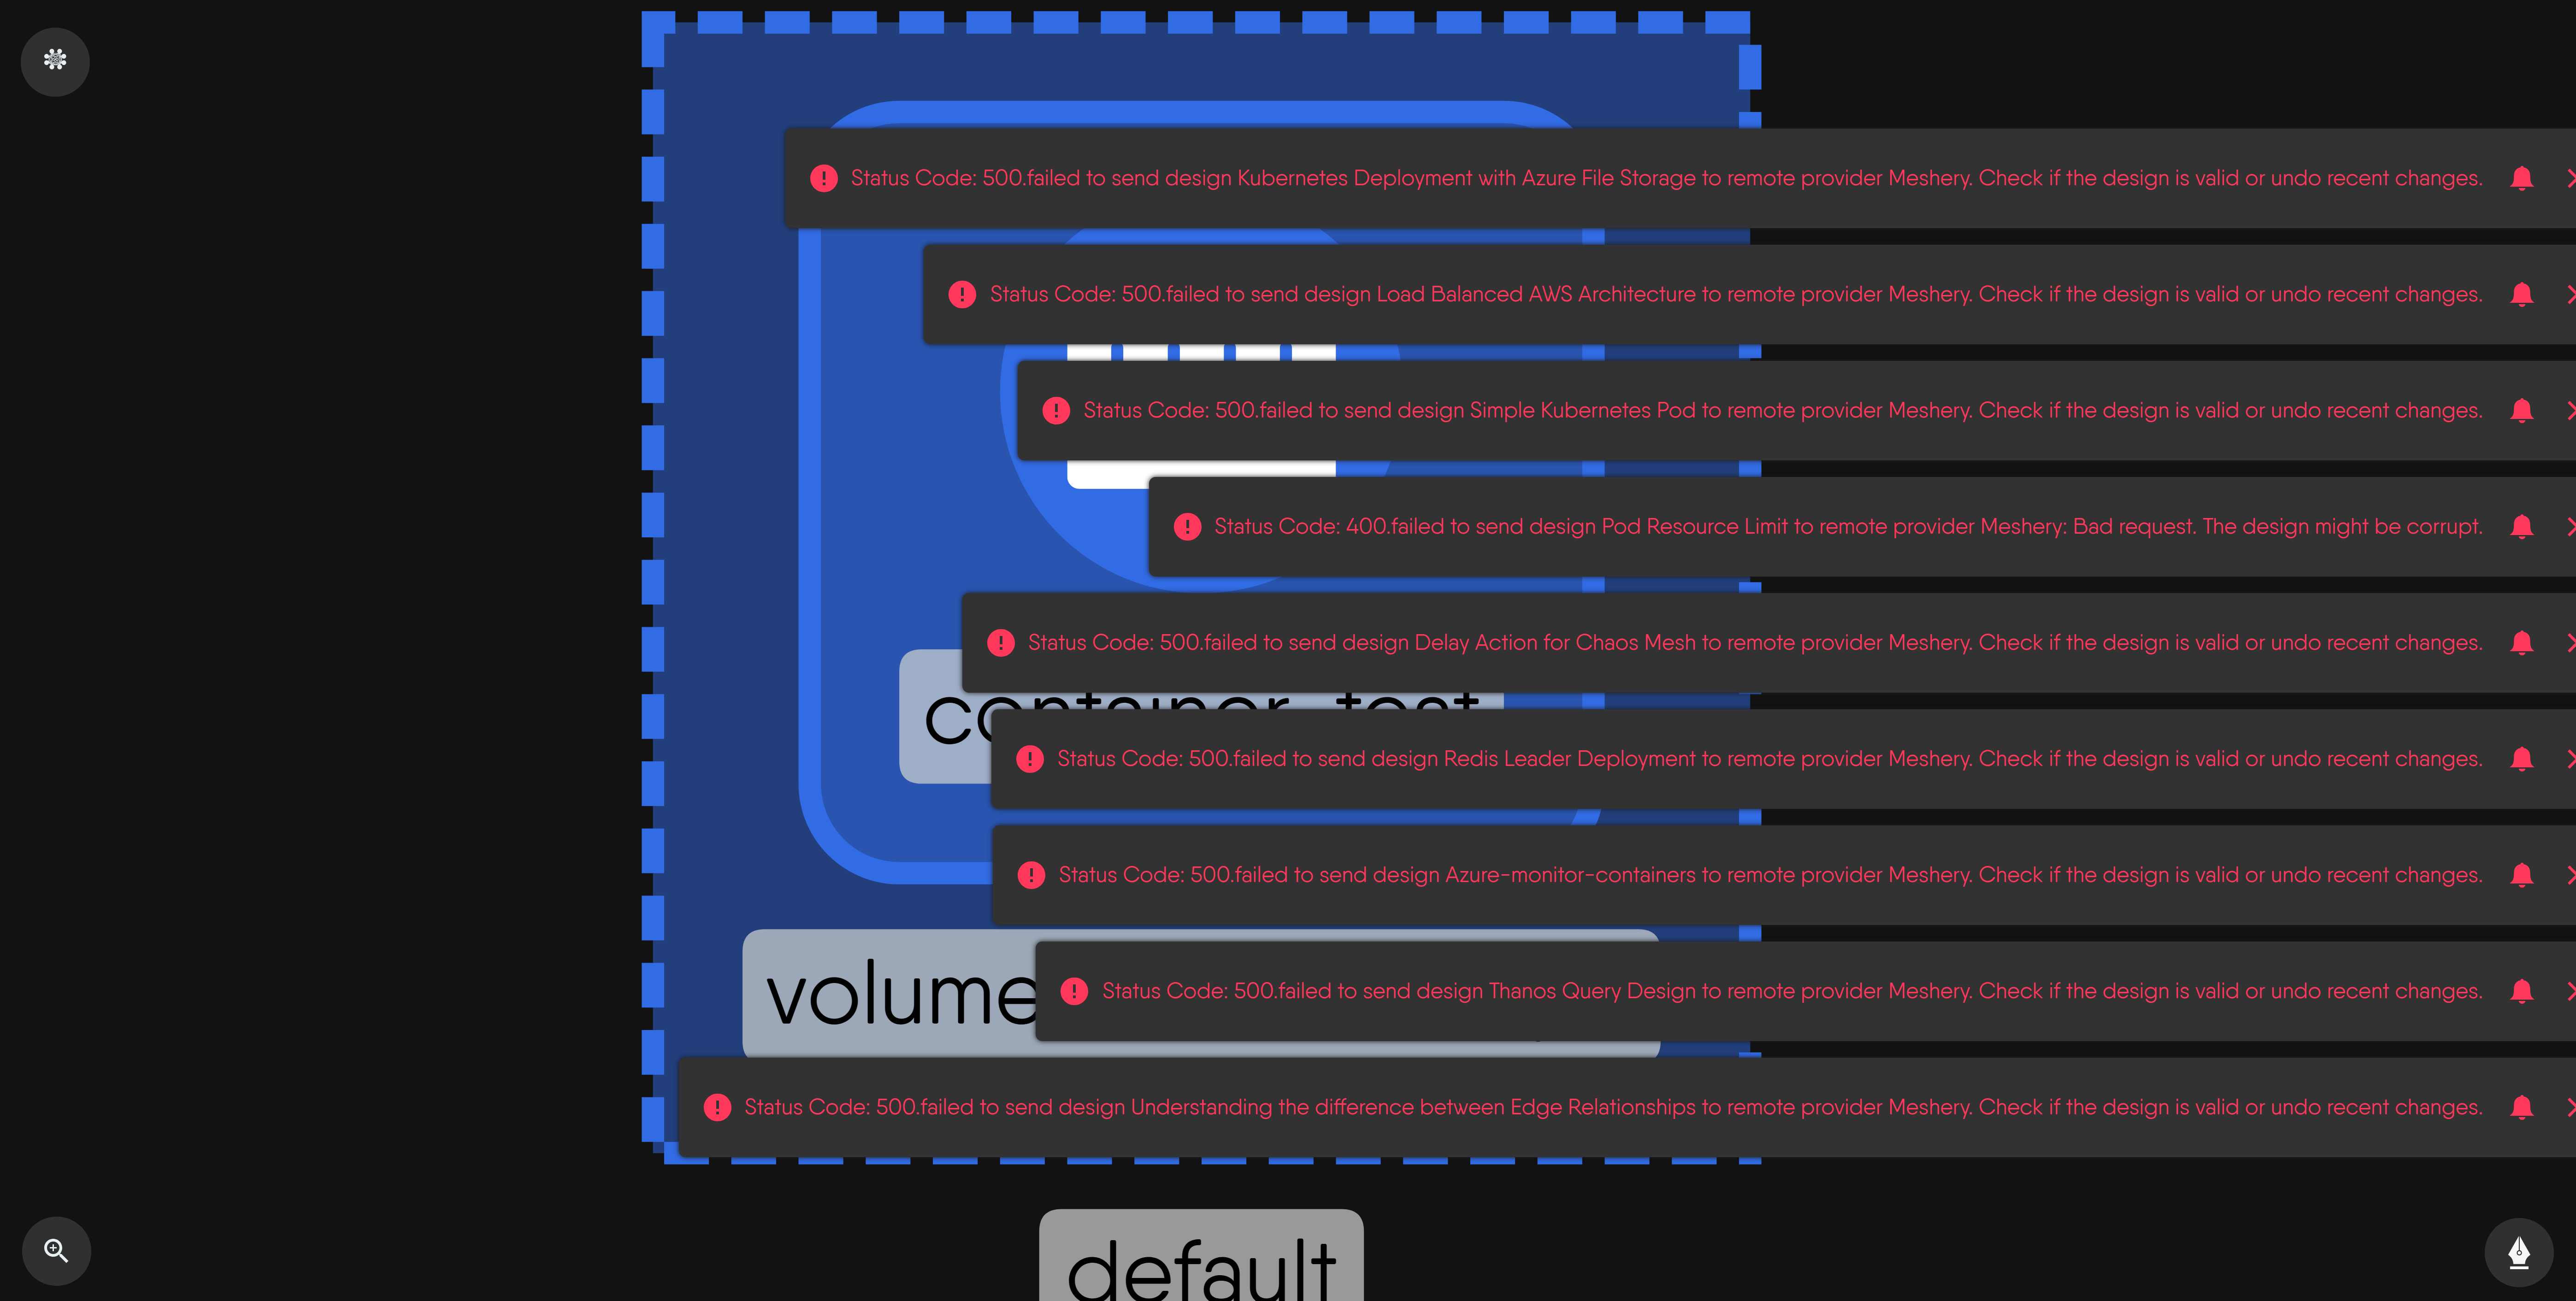 Status Code: 500.failed to send design Kubernetes Deployment with Azure File Storage to remote provider Meshery. Check if the design is valid or undo recent changes.
Status Code: 500.failed to send design Load Balanced AWS Architecture to remote provider Meshery. Check if the design is valid or undo recent changes.
Status Code: 500.failed to send design Simple Kubernetes Pod to remote provider Meshery. Check if the design is valid or undo recent changes.
Status Code: 400.failed to send design Pod Resource Limit to remote provider Meshery: Bad request. The design might be corrupt.
Status Code: 500.failed to send design Delay Action for Chaos Mesh to remote provider Meshery. Check if the design is valid or undo recent changes.
container-test
Status Code: 500.failed to send design Redis Leader Deployment to remote provider Meshery. Check if the design is valid or undo recent changes.
Status Code: 500.failed to send design Azure-monitor-containers to remote provider Meshery. Check if the design is valid or undo recent changes.
volume
Status Code: 500.failed to send design Thanos Query Design to remote provider Meshery. Check if the design is valid or undo recent changes.
Status Code: 500.failed to send design Understanding the difference between Edge Relationships to remote provider Meshery. Check if the design is valid or undo recent changes.
default